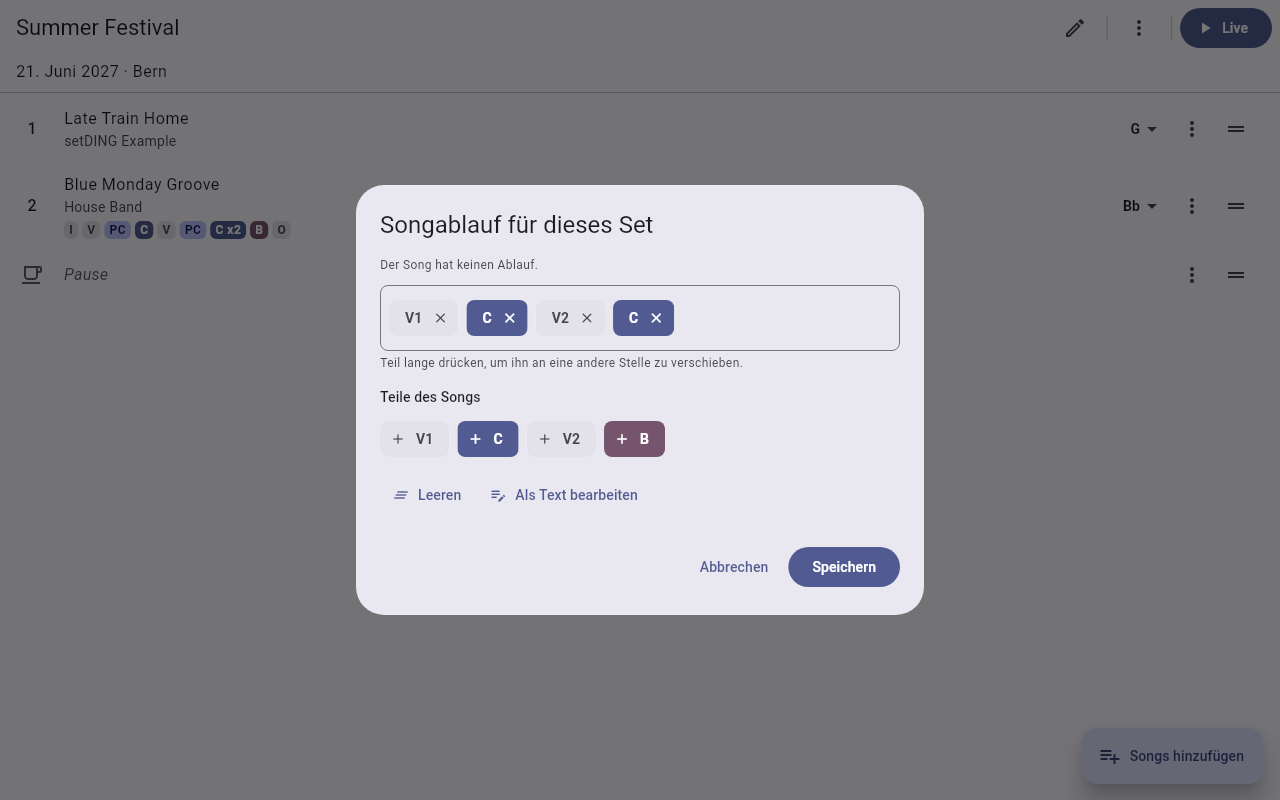 Summer Festival
Live
21. Juni 2027 · Bern
1
Late Train Home
setDING Example
G
2
Blue Monday Groove
House Band
I V PC C V PC C x2 B O
Bb
Pause
Songablauf für dieses Set
Der Song hat keinen Ablauf.
V1 C V2 C
Teil lange drücken, um ihn an eine andere Stelle zu verschieben.
Teile des Songs
V1 C V2 B
Leeren Als Text bearbeiten
Abbrechen Speichern
Songs hinzufügen